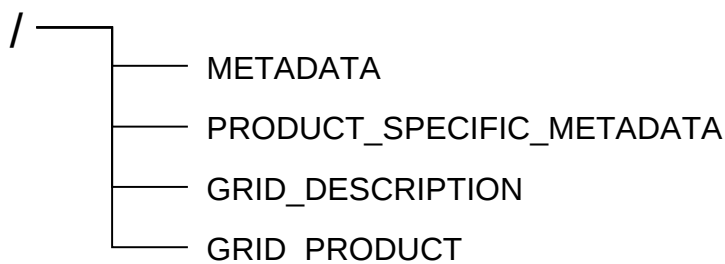 /
METADATA
PRODUCT_SPECIFIC_METADATA
GRID_DESCRIPTION
GRID_PRODUCT